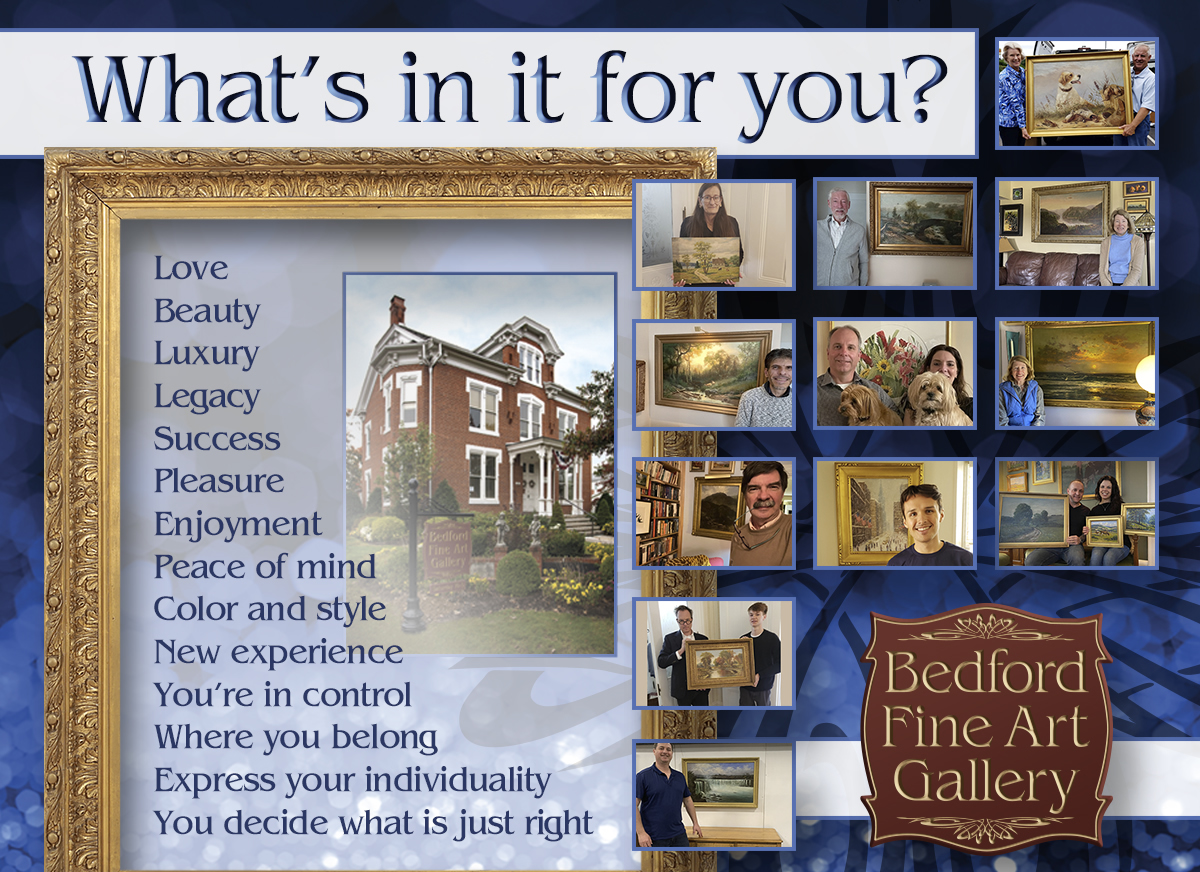 What's in it for you?
Love
Beauty
Luxury
Legacy
Success
Pleasure
Enjoyment
Peace of mind
Color and style
New experience
You're in control
Where you belong
Express your individuality
You decide what is just right
Bedford
Fine Art
Gallery
Bedford
Fine Art
Gallery